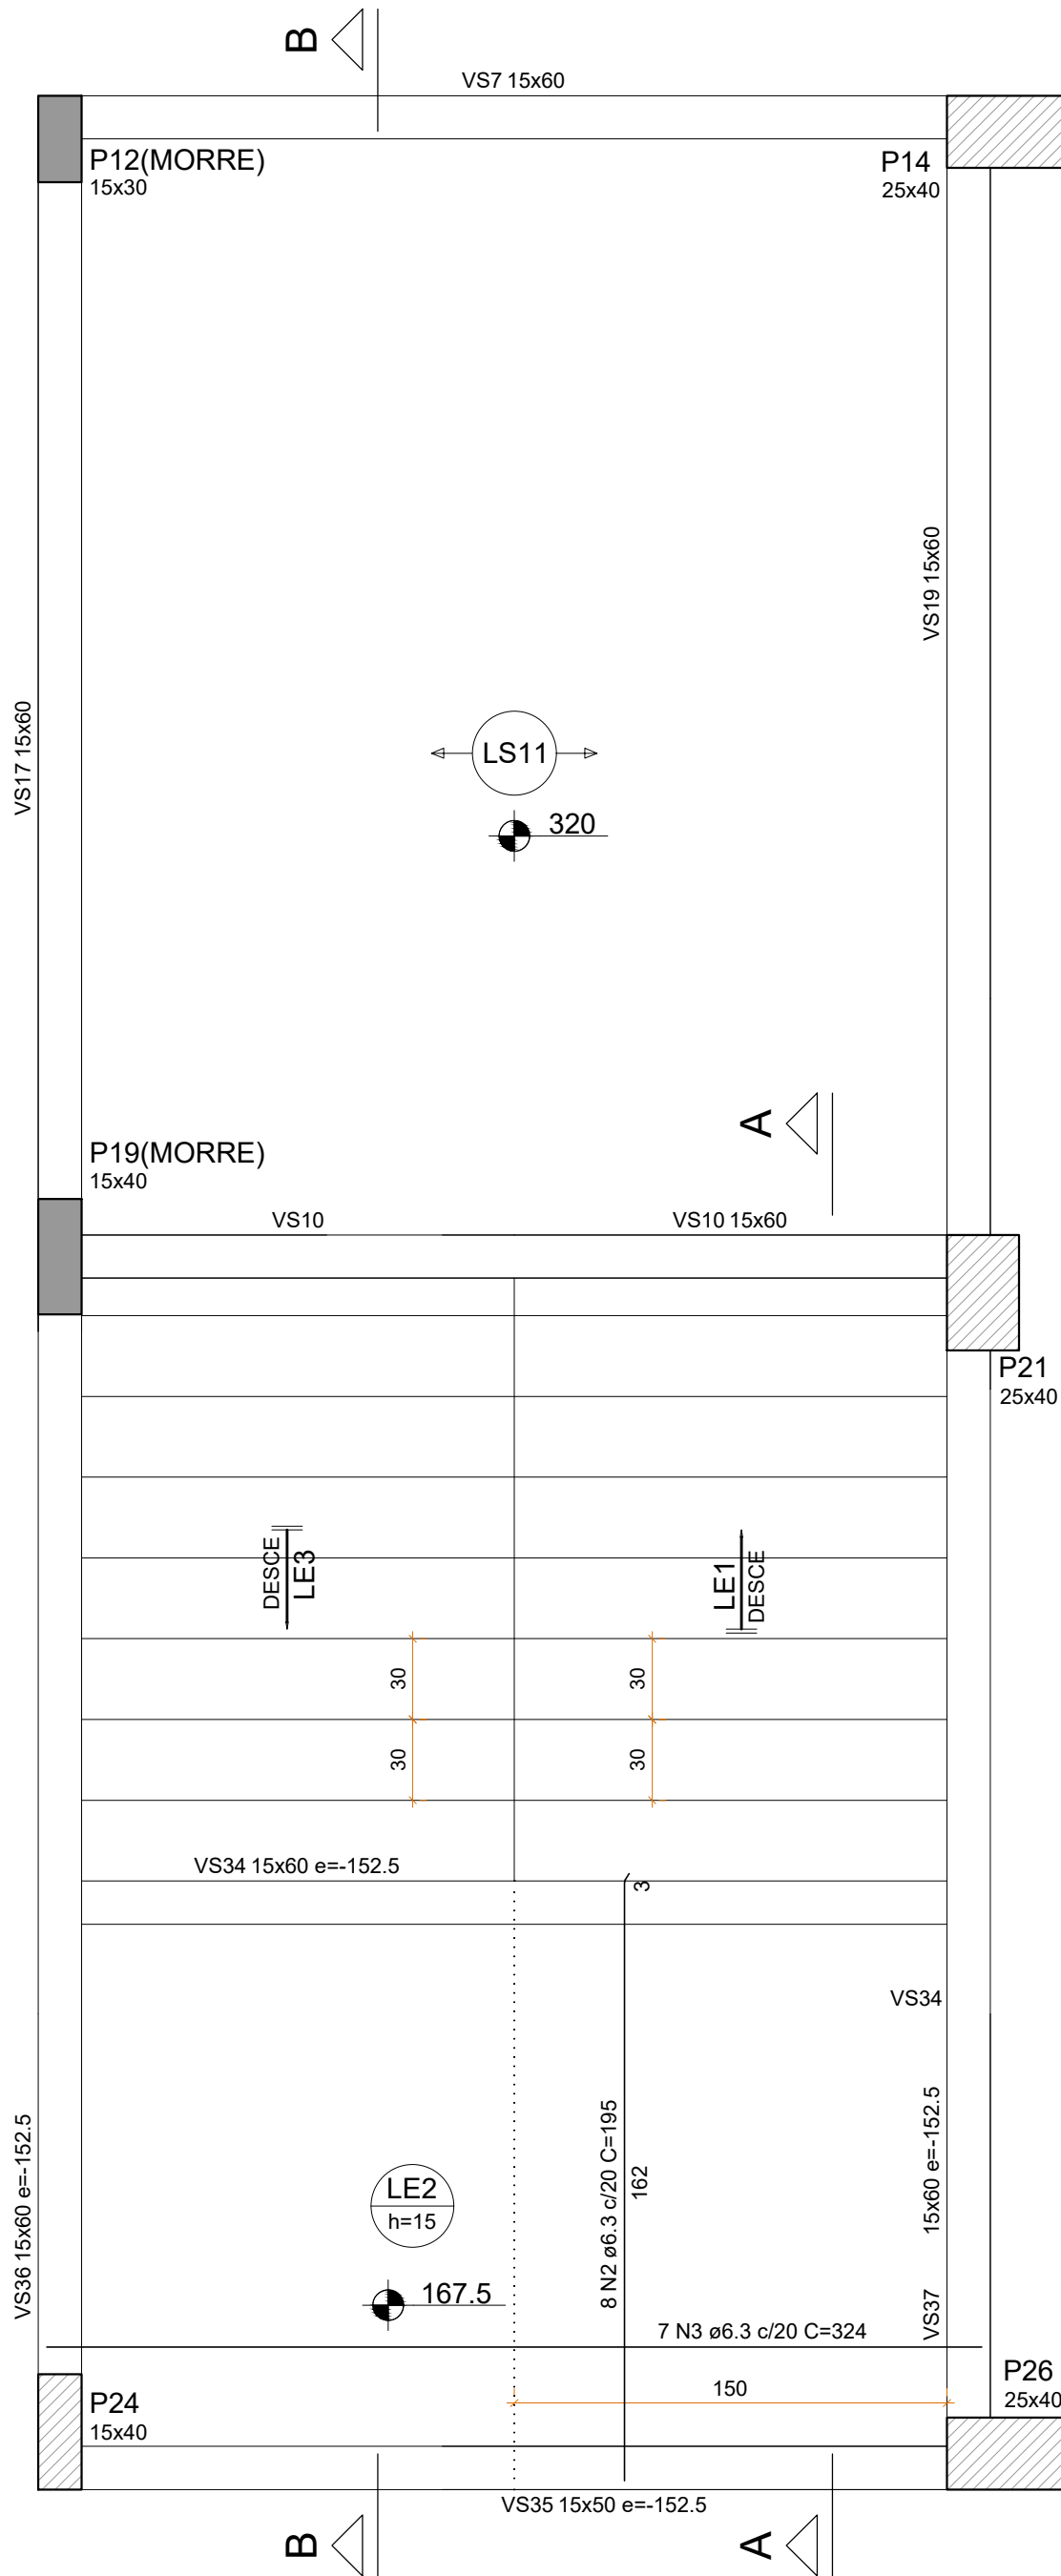 B
VS7 15x60
P12(MORRE)
15x30
P14
25x40
VS19 15x60
VS17 15x60
LS11
320
A
P19(MORRE)
15x40
VS10
VS10 15x60
P21
25x40
DESCE
LE3
LE1
DESCE
30
30
30
30
VS34 15x60 e=-152.5
3
VS34
8 N2 ø6.3 c/20 C=195
162
15x60 e=-152.5
VS36 15x60 e=-152.5
LE2
h=15
167.5
VS37
7 N3 ø6.3 c/20 C=324
P26
25x40
150
P24
15x40
VS35 15x50 e=-152.5
B
A